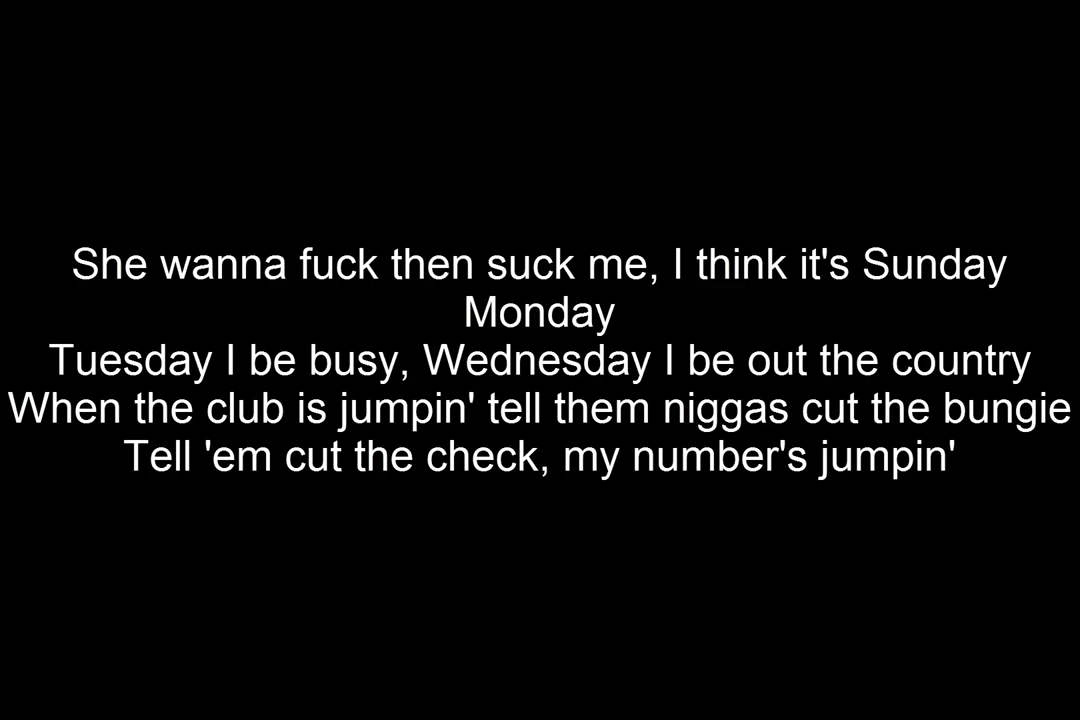 She wanna fuck then suck me, I think it's Sunday
Monday
Tuesday I be busy, Wednesday I be out the country
When the club is jumpin' tell them niggas cut the bungie
Tell 'em cut the check, my number's jumpin'